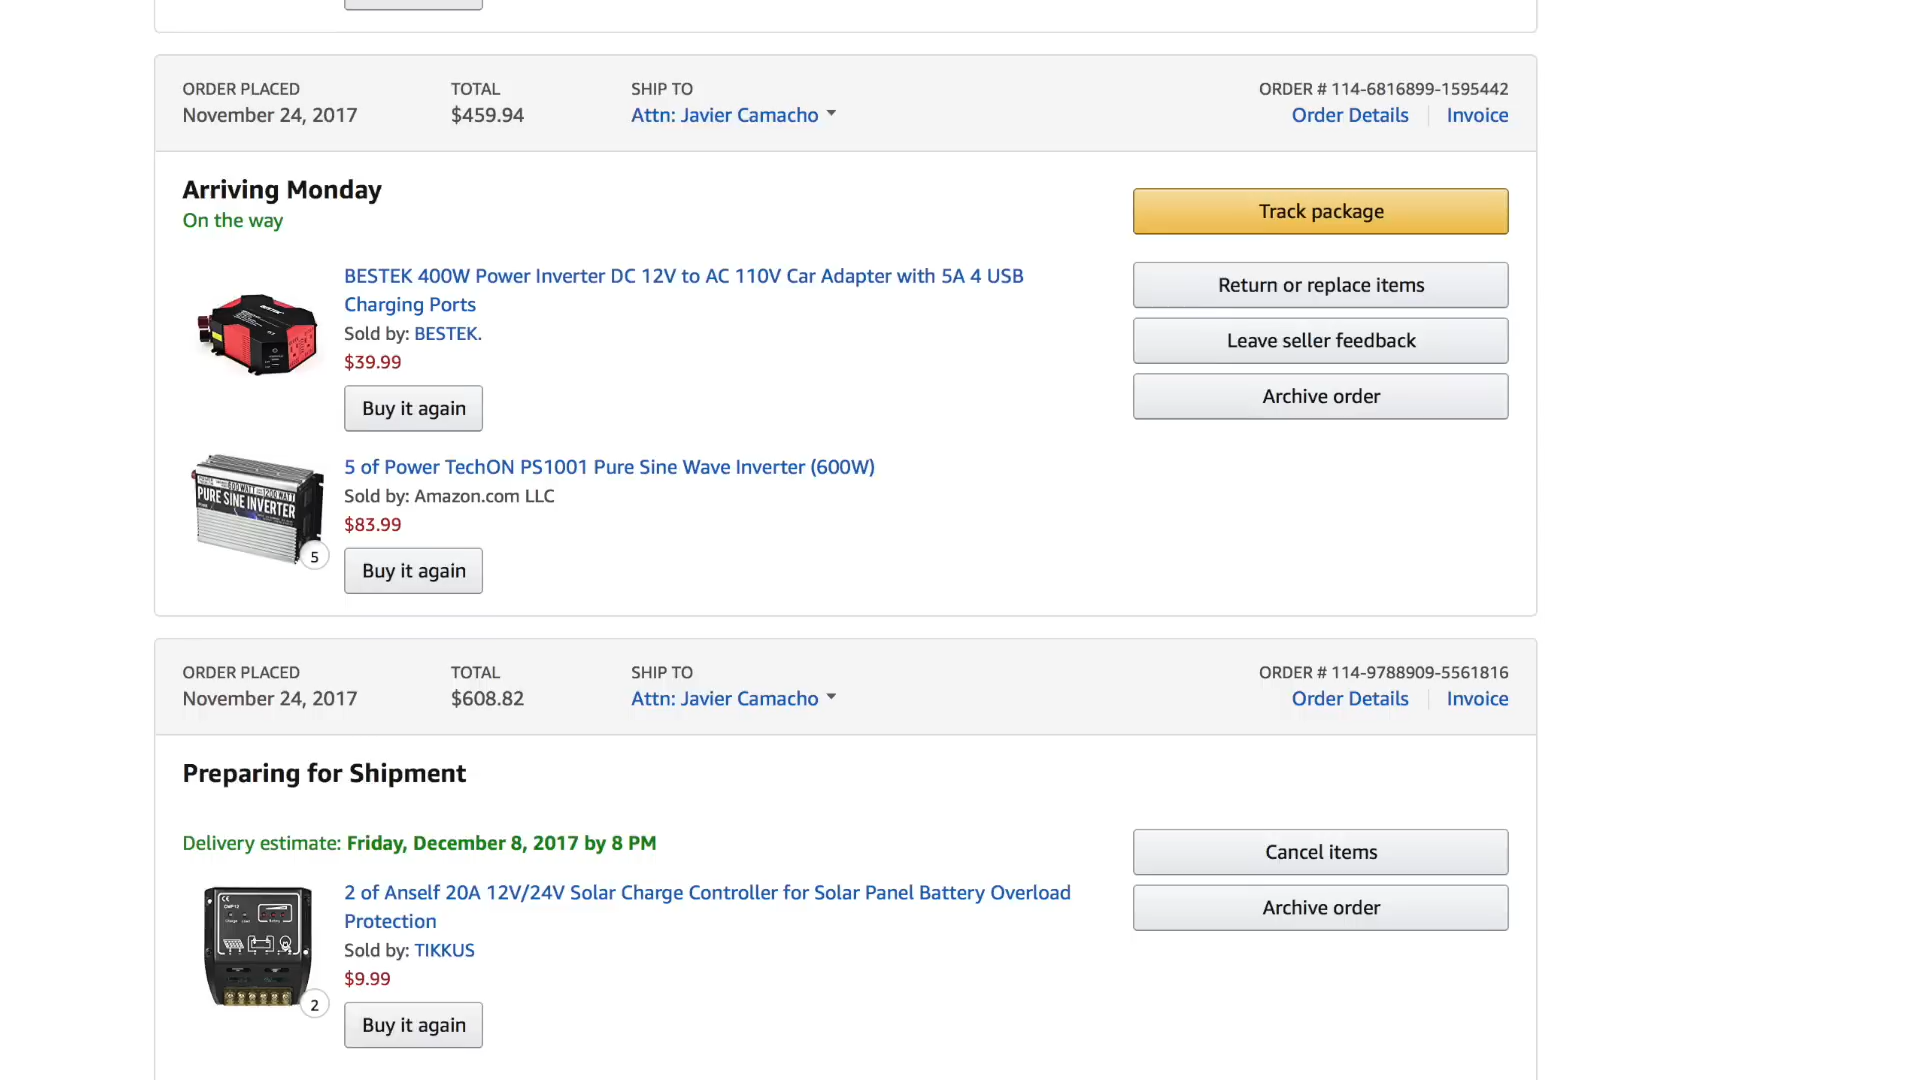 ORDER PLACED TOTAL SHIP TO ORDER # 114-6816899-1595442
November 24, 2017 $459.94 Attn: Javier Camacho Order Details Invoice
Arriving Monday
On the way
Track package
BESTEK 400W Power Inverter DC 12V to AC 110V Car Adapter with 5A 4 USB
Charging Ports
Sold by: BESTEK.
$39.99
Buy it again
Return or replace items
Leave seller feedback
Archive order
PURE SINE INVERTER
5
5 of Power TechON PS1001 Pure Sine Wave Inverter (600W)
Sold by: Amazon.com LLC
$83.99
Buy it again
ORDER PLACED TOTAL SHIP TO ORDER # 114-9788909-5561816
November 24, 2017 $608.82 Attn: Javier Camacho Order Details Invoice
Preparing for Shipment
Delivery estimate: Friday, December 8, 2017 by 8 PM
Cancel items
Archive order
2
2 of Anself 20A 12V/24V Solar Charge Controller for Solar Panel Battery Overload
Protection
Sold by: TIKKUS
$9.99
Buy it again